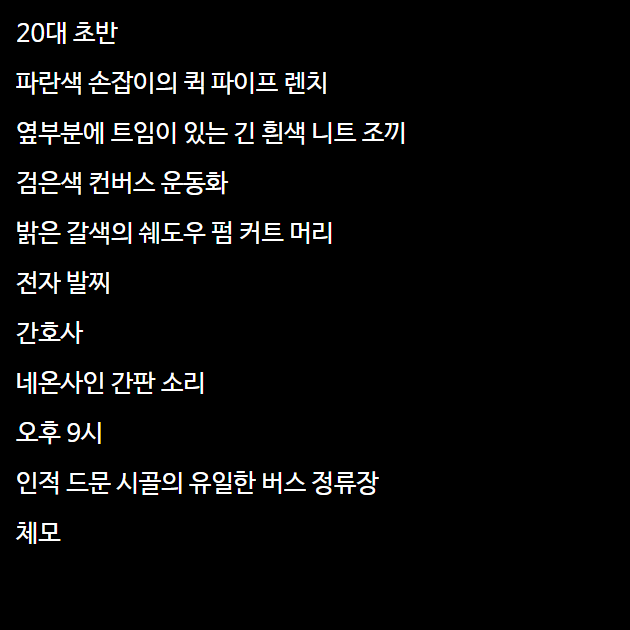 20대 초반
파란색 손잡이의 퀵 파이프 렌치
옆부분에 트임이 있는 긴 흰색 니트 조끼
검은색 컨버스 운동화
밝은 갈색의 쉐도우 펌 커트 머리
전자 발찌
간호사
네온사인 간판 소리
오후 9시
인적 드문 시골의 유일한 버스 정류장
체모